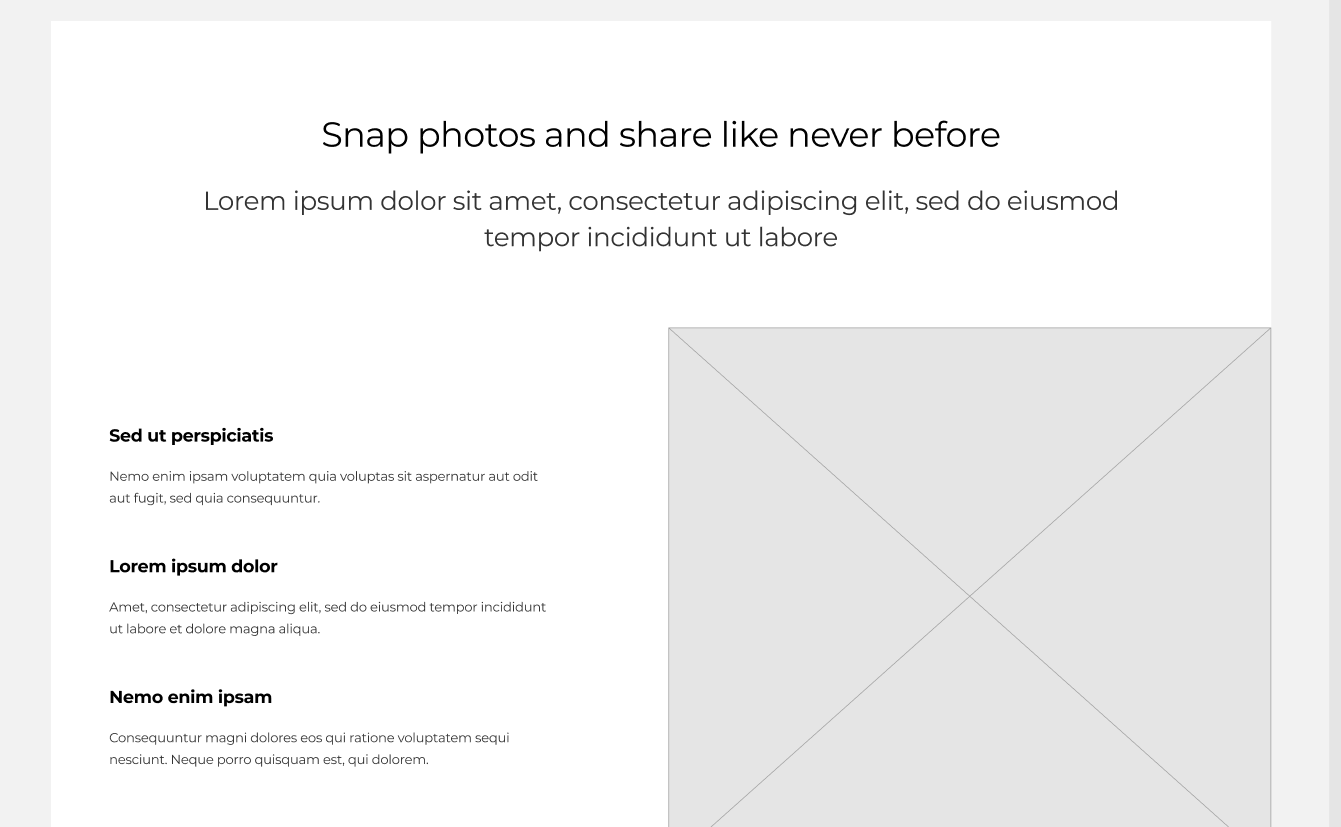 Snap photos and share like never before
Lorem ipsum dolor sit amet, consectetur adipiscing elit, sed do eiusmod
tempor incididunt ut labore
Sed ut perspiciatis
Nemo enim ipsam voluptatem quia voluptas sit aspernatur aut odit
aut fugit, sed quia consequuntur.
Lorem ipsum dolor
Amet, consectetur adipiscing elit, sed do eiusmod tempor incididunt
ut labore et dolore magna aliqua.
Nemo enim ipsam
Consequuntur magni dolores eos qui ratione voluptatem sequi
nesciunt. Neque porro quisquam est, qui dolorem.